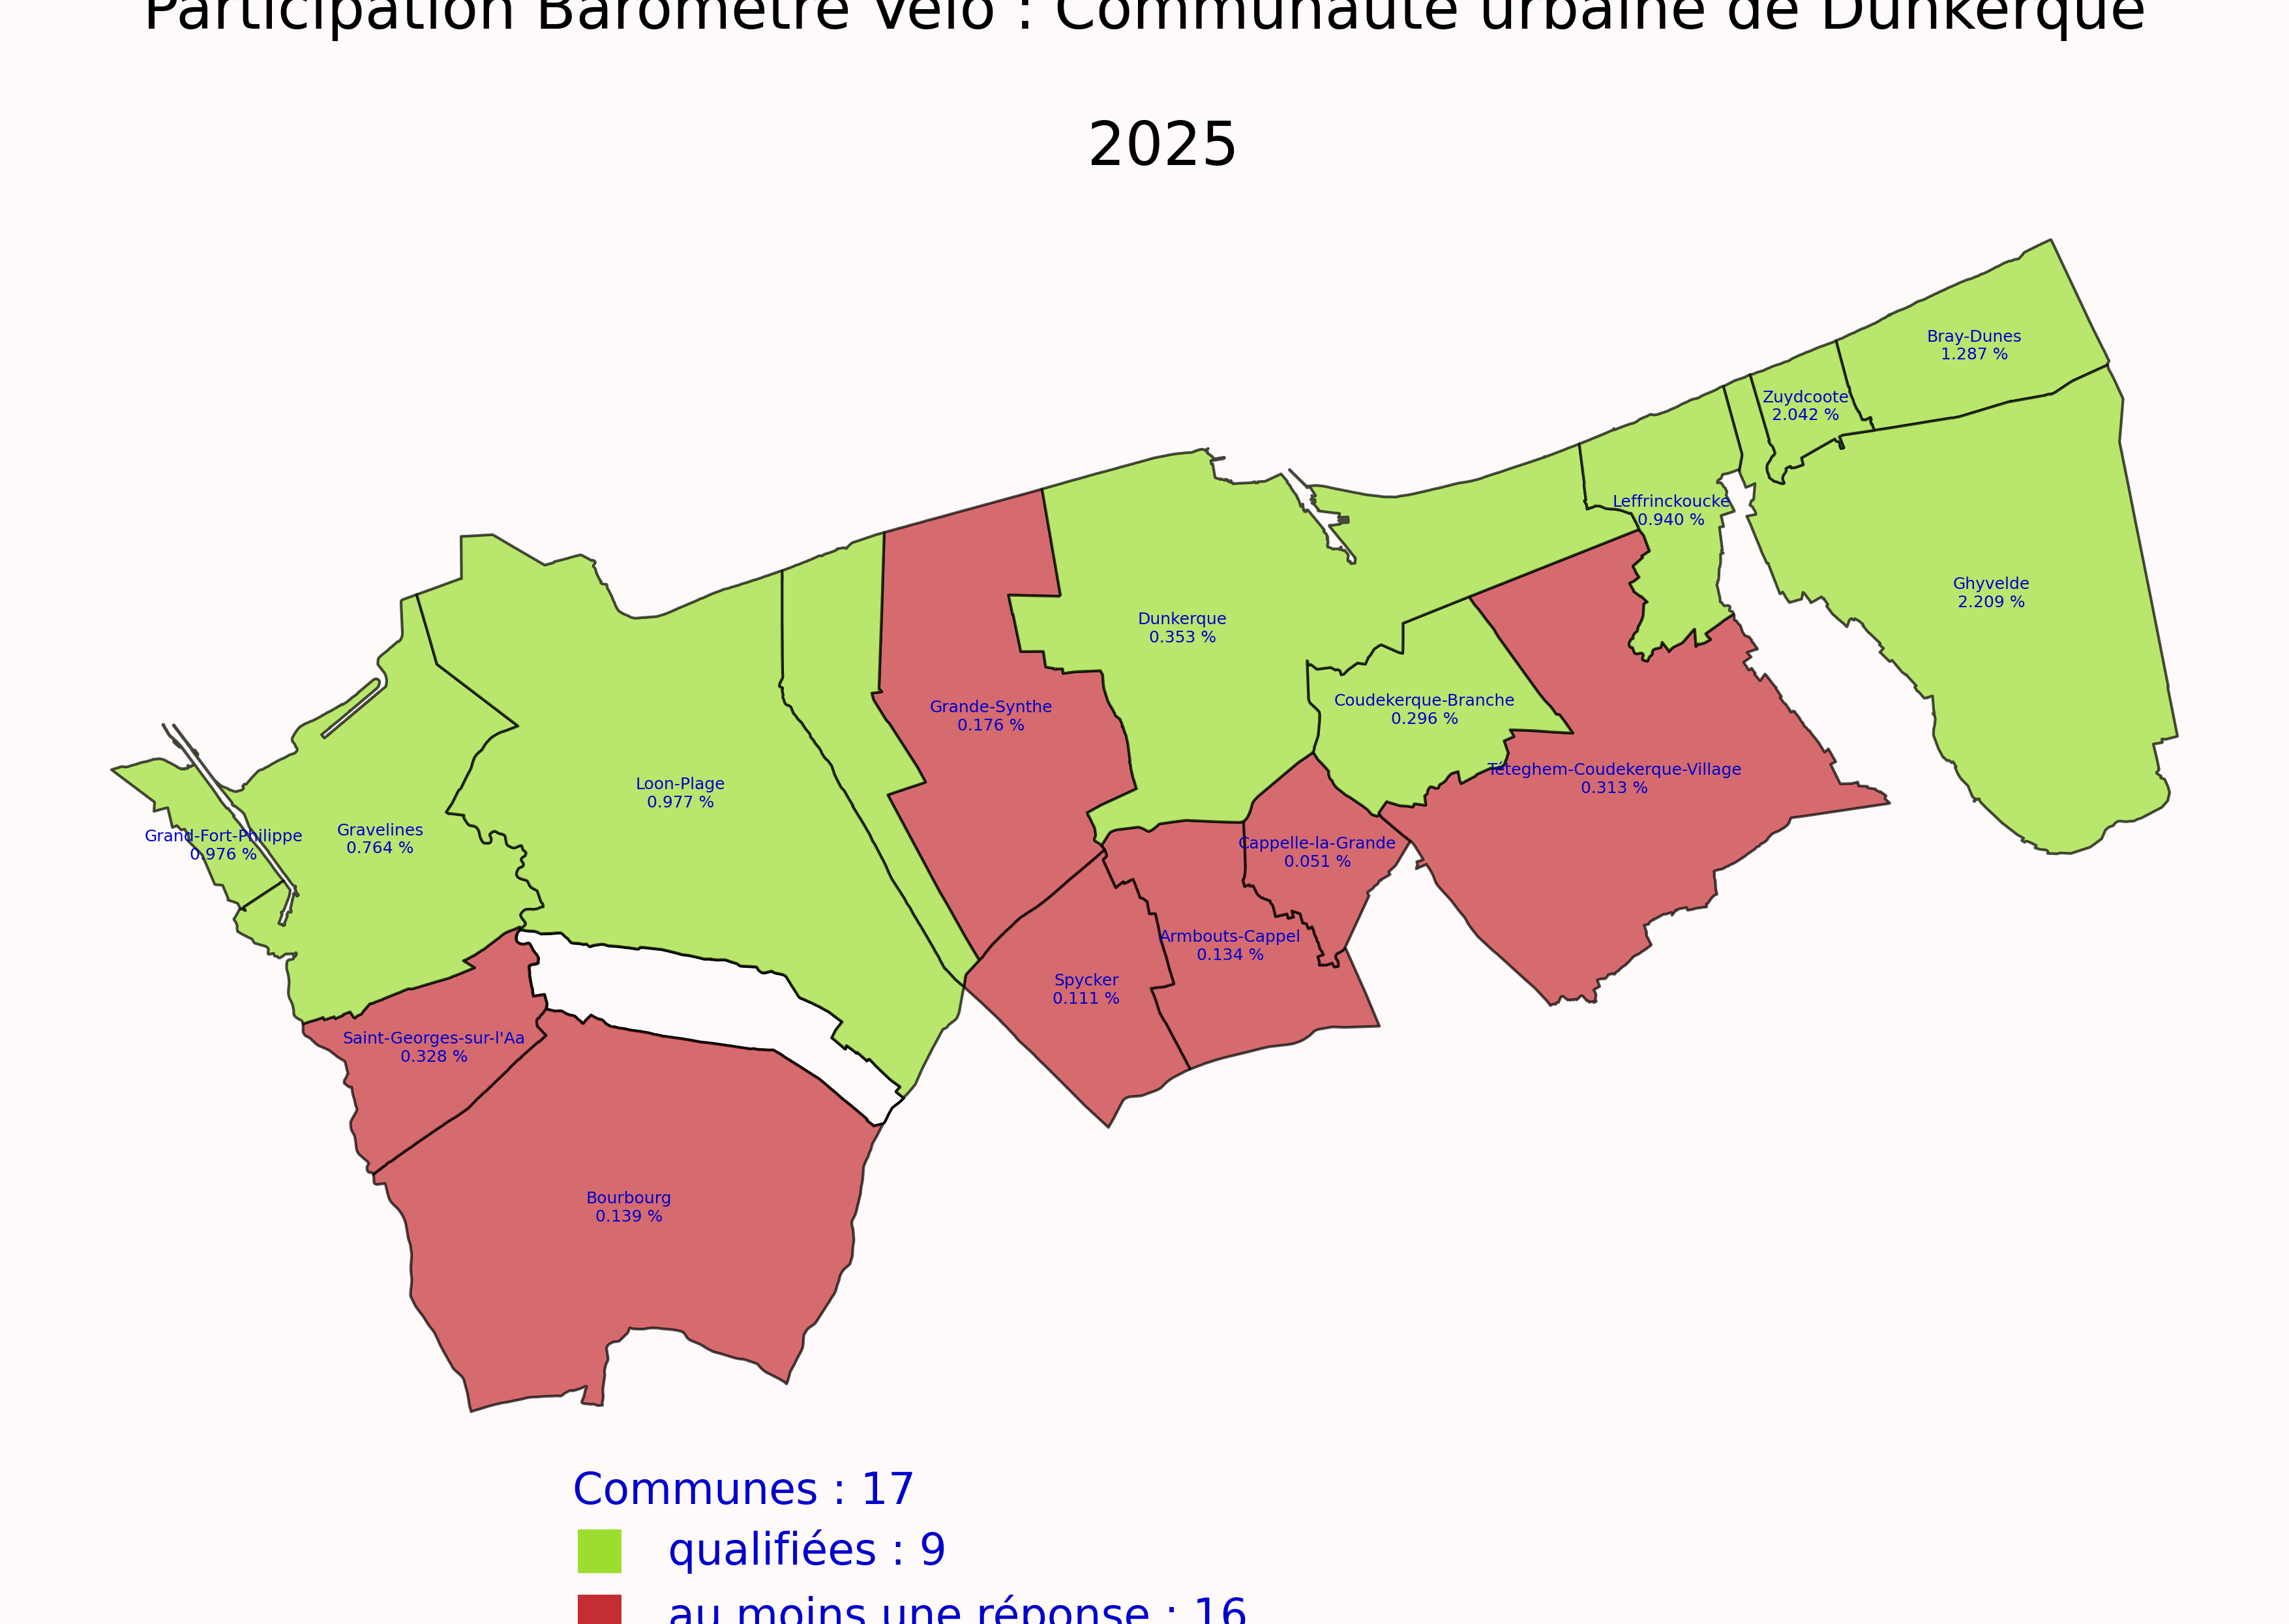 Participation Baromètre Vélo : Communauté urbaine de Dunkerque
2025
Bray-Dunes
1.287 %
Zuydcoote
2.042 %
Leffrinckoucke
0.940 %
Ghyvelde
2.209 %
Dunkerque
0.353 %
Coudekerque-Branche
0.296 %
Grande-Synthe
0.176 %
Téteghem-Coudekerque-Village
0.313 %
Loon-Plage
0.977 %
Gravelines
0.764 %
Grand-Fort-Philippe
0.976 %
Cappelle-la-Grande
0.051 %
Armbouts-Cappel
0.134 %
Spycker
0.111 %
Saint-Georges-sur-l'Aa
0.328 %
Bourbourg
0.139 %
Communes : 17
qualifiées : 9
au moins une réponse : 16